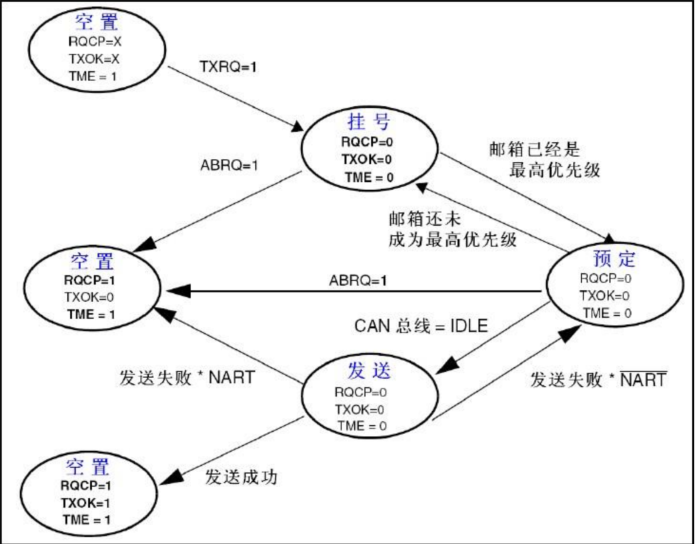 空置
RQCP=X
TXOK=X
TME = 1
TXRQ=1
挂号
RQCP=0
TXOK=0
TME = 0
邮箱已经是
最高优先级
ABRQ=1
邮箱还未
成为最高优先级
空置
RQCP=1
TXOK=0
TME = 1
预定
RQCP=0
TXOK=0
TME = 0
ABRQ=1
CAN 总线 = IDLE
发送
RQCP=0
TXOK=0
TME = 0
发送失败 * NART
发送失败 * N̅A̅R̅T̅
发送成功
空置
RQCP=1
TXOK=1
TME = 1